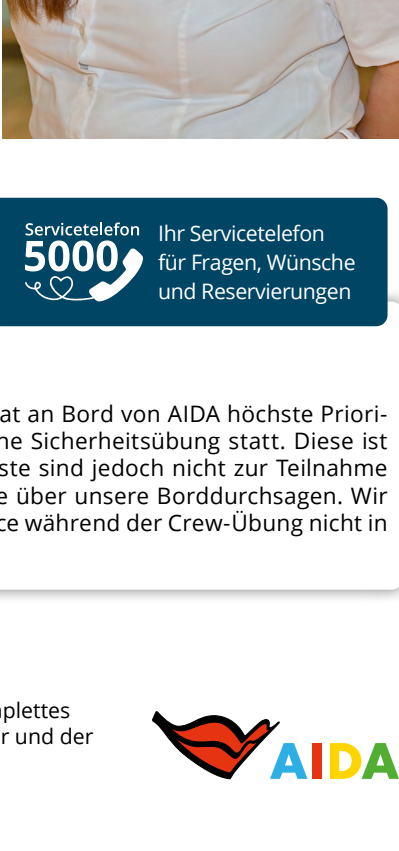 Servicetelefon
5000
Ihr Servicetelefon
für Fragen, Wünsche
und Reservierungen
at an Bord von AIDA höchste Priori-
ne Sicherheitsübung statt. Diese ist
ste sind jedoch nicht zur Teilnahme
e über unsere Borddurchsagen. Wir
ce während der Crew-Übung nicht in
plettes
r und der
AIDA